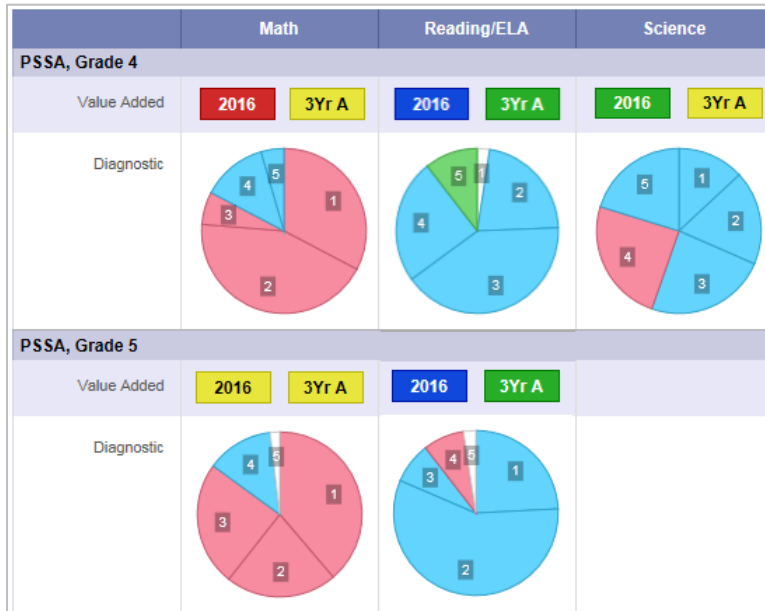 Math Reading/ELA Science
PSSA, Grade 4
Value Added 2016 3Yr A 2016 3Yr A 2016 3Yr A
Diagnostic
5 1 4 3 2
5 1 2 4 3
5 1 2 4 3
PSSA, Grade 5
Value Added 2016 3Yr A 2016 3Yr A
Diagnostic
5 4 1 3 2
5 4 1 3 2